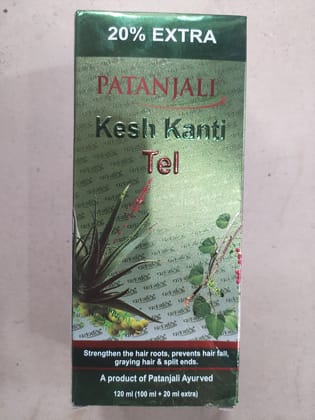 20% EXTRA
PATANJALI
Kesh Kanti
Tel
Strengthen the hair roots, prevents hair fall,
graying hair & split ends.
A product of Patanjali Ayurved
120 ml (100 ml + 20 ml extra)